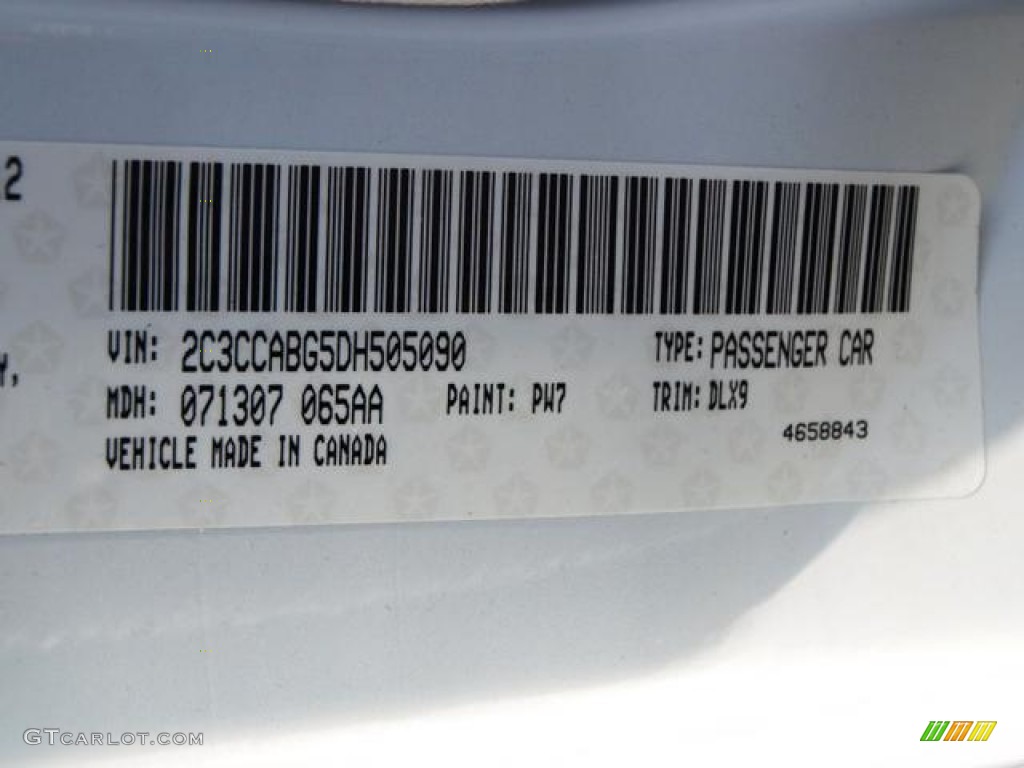 12
Y,
VIN: 2C3CCABG5DH505090 TYPE: PASSENGER CAR
MDH: 071307 065AA PAINT: PW7 TRIM: DLX9
4658843
VEHICLE MADE IN CANADA
GTCARLOT.COM